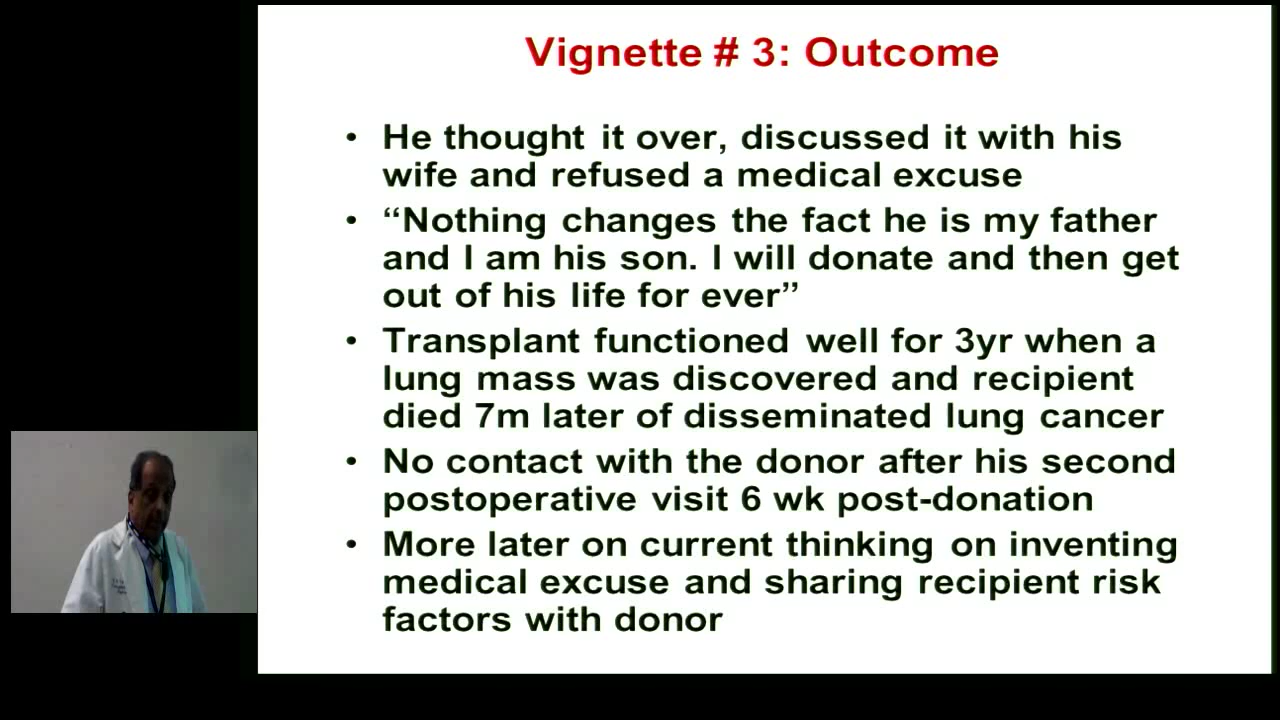 Vignette # 3: Outcome
• He thought it over, discussed it with his
wife and refused a medical excuse
• “Nothing changes the fact he is my father
and I am his son. I will donate and then get
out of his life for ever”
• Transplant functioned well for 3yr when a
lung mass was discovered and recipient
died 7m later of disseminated lung cancer
• No contact with the donor after his second
postoperative visit 6 wk post-donation
• More later on current thinking on inventing
medical excuse and sharing recipient risk
factors with donor